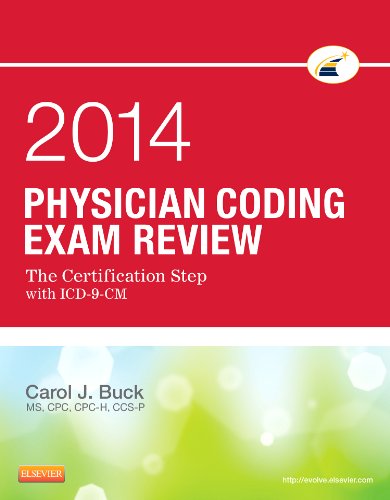 2014
PHYSICIAN CODING
EXAM REVIEW
The Certification Step
with ICD-9-CM
Carol J. Buck
MS, CPC, CPC-H, CCS-P
ELSEVIER
http://evolve.elsevier.com